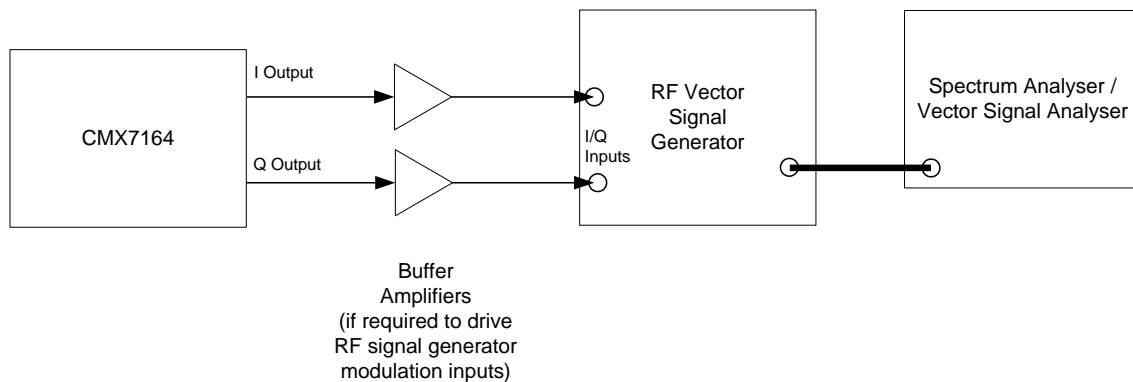 CMX7164
I Output
Q Output
I/Q
Inputs
RF Vector
Signal
Generator
Spectrum Analyser /
Vector Signal Analyser
Buffer
Amplifiers
(if required to drive
RF signal generator
modulation inputs)